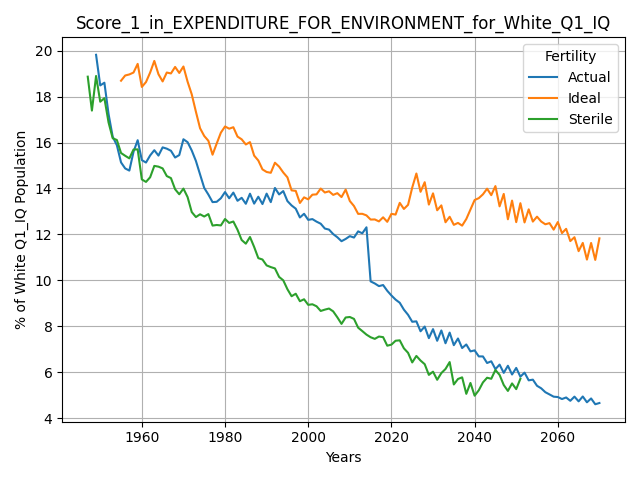 Score_1_in_EXPENDITURE_FOR_ENVIRONMENT_for_White_Q1_IQ
Fertility
Actual
Ideal
Sterile
% of White Q1_IQ Population
20
18
16
14
12
10
8
6
4
1960 1980 2000 2020 2040 2060
Years